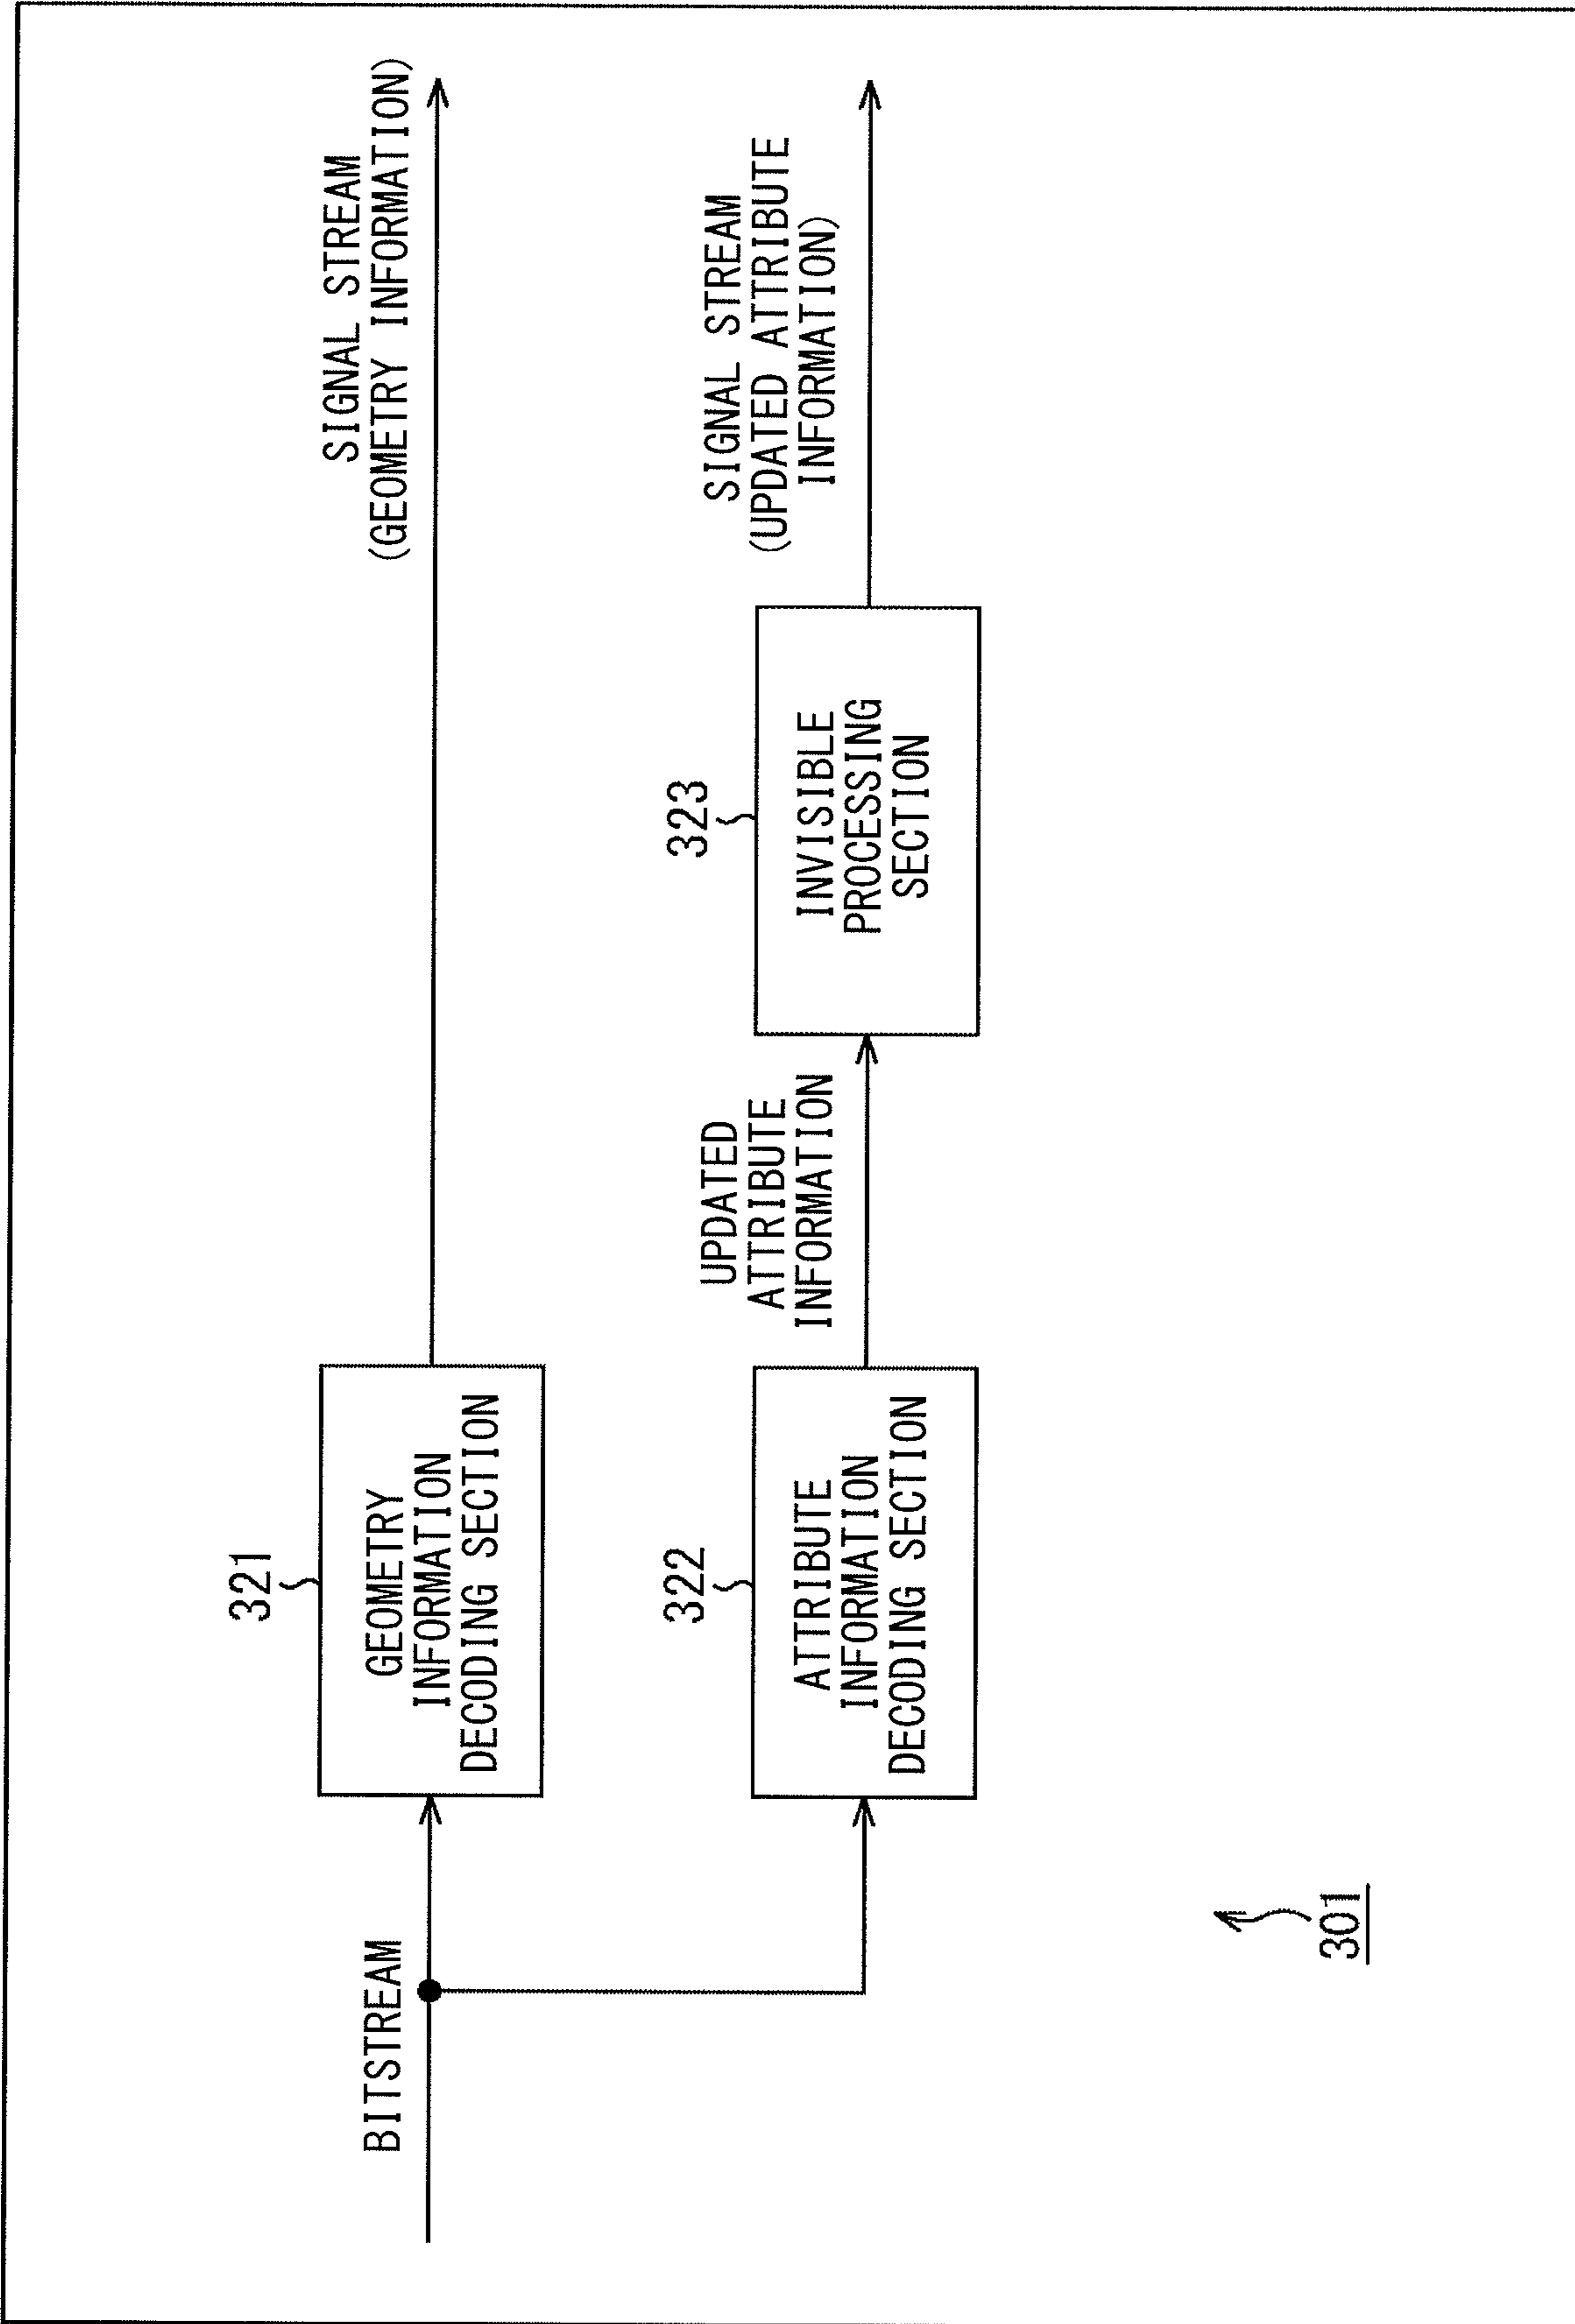 BITSTREAM
321
GEOMETRY
INFORMATION
DECODING SECTION
SIGNAL STREAM
(GEOMETRY INFORMATION)
322
ATTRIBUTE
INFORMATION
DECODING SECTION
UPDATED
ATTRIBUTE
INFORMATION
323
INVISIBLE
PROCESSING
SECTION
SIGNAL STREAM
(UPDATED ATTRIBUTE
INFORMATION)
301